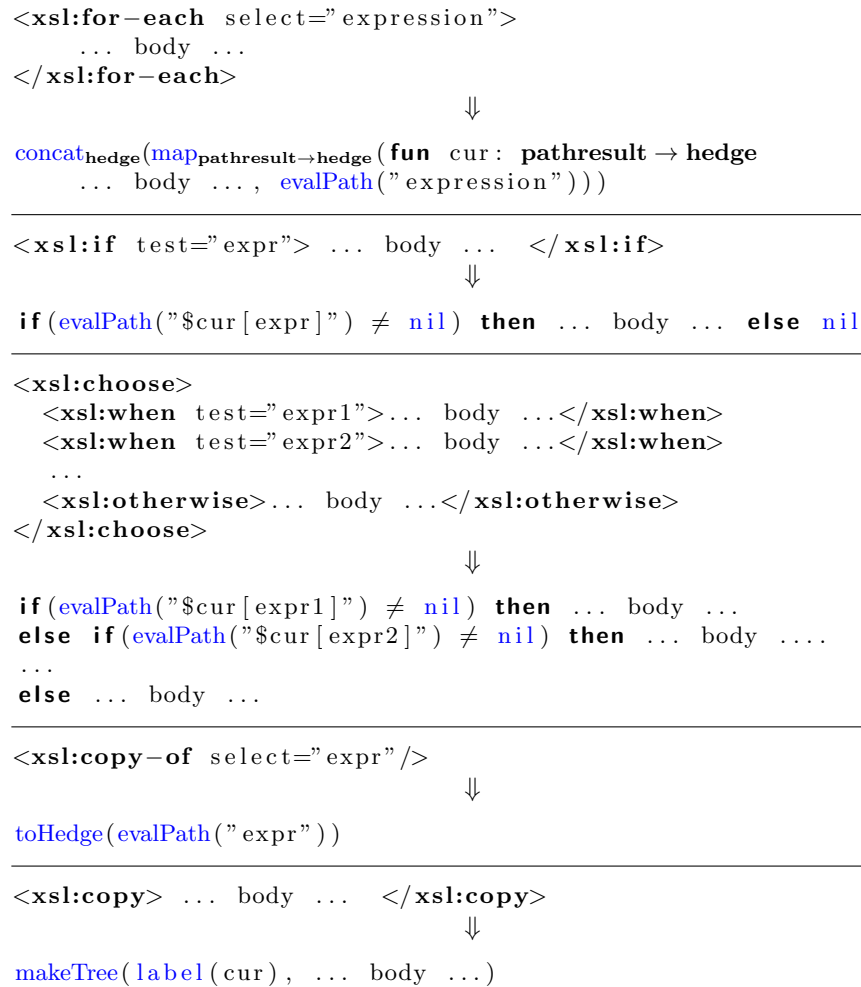 <xsl:for−each select=”expression”>
... body ...
</xsl:for−each>
⇓
concat_hedge(map_pathresult→hedge(fun cur: pathresult → hedge
... body ..., evalPath(”expression”)))
<xsl:if test=”expr”> ... body ... </xsl:if>
⇓
if(evalPath(”$cur[expr]”) ≠ nil) then ... body ... else nil
<xsl:choose>
<xsl:when test=”expr1”>... body ...</xsl:when>
<xsl:when test=”expr2”>... body ...</xsl:when>
...
<xsl:otherwise>... body ...</xsl:otherwise>
</xsl:choose>
⇓
if(evalPath(”$cur[expr1]”) ≠ nil) then ... body ...
else if(evalPath(”$cur[expr2]”) ≠ nil) then ... body ....
...
else ... body ...
<xsl:copy−of select=”expr”/>
⇓
toHedge(evalPath(”expr”))
<xsl:copy> ... body ... </xsl:copy>
⇓
makeTree(label(cur), ... body ...)